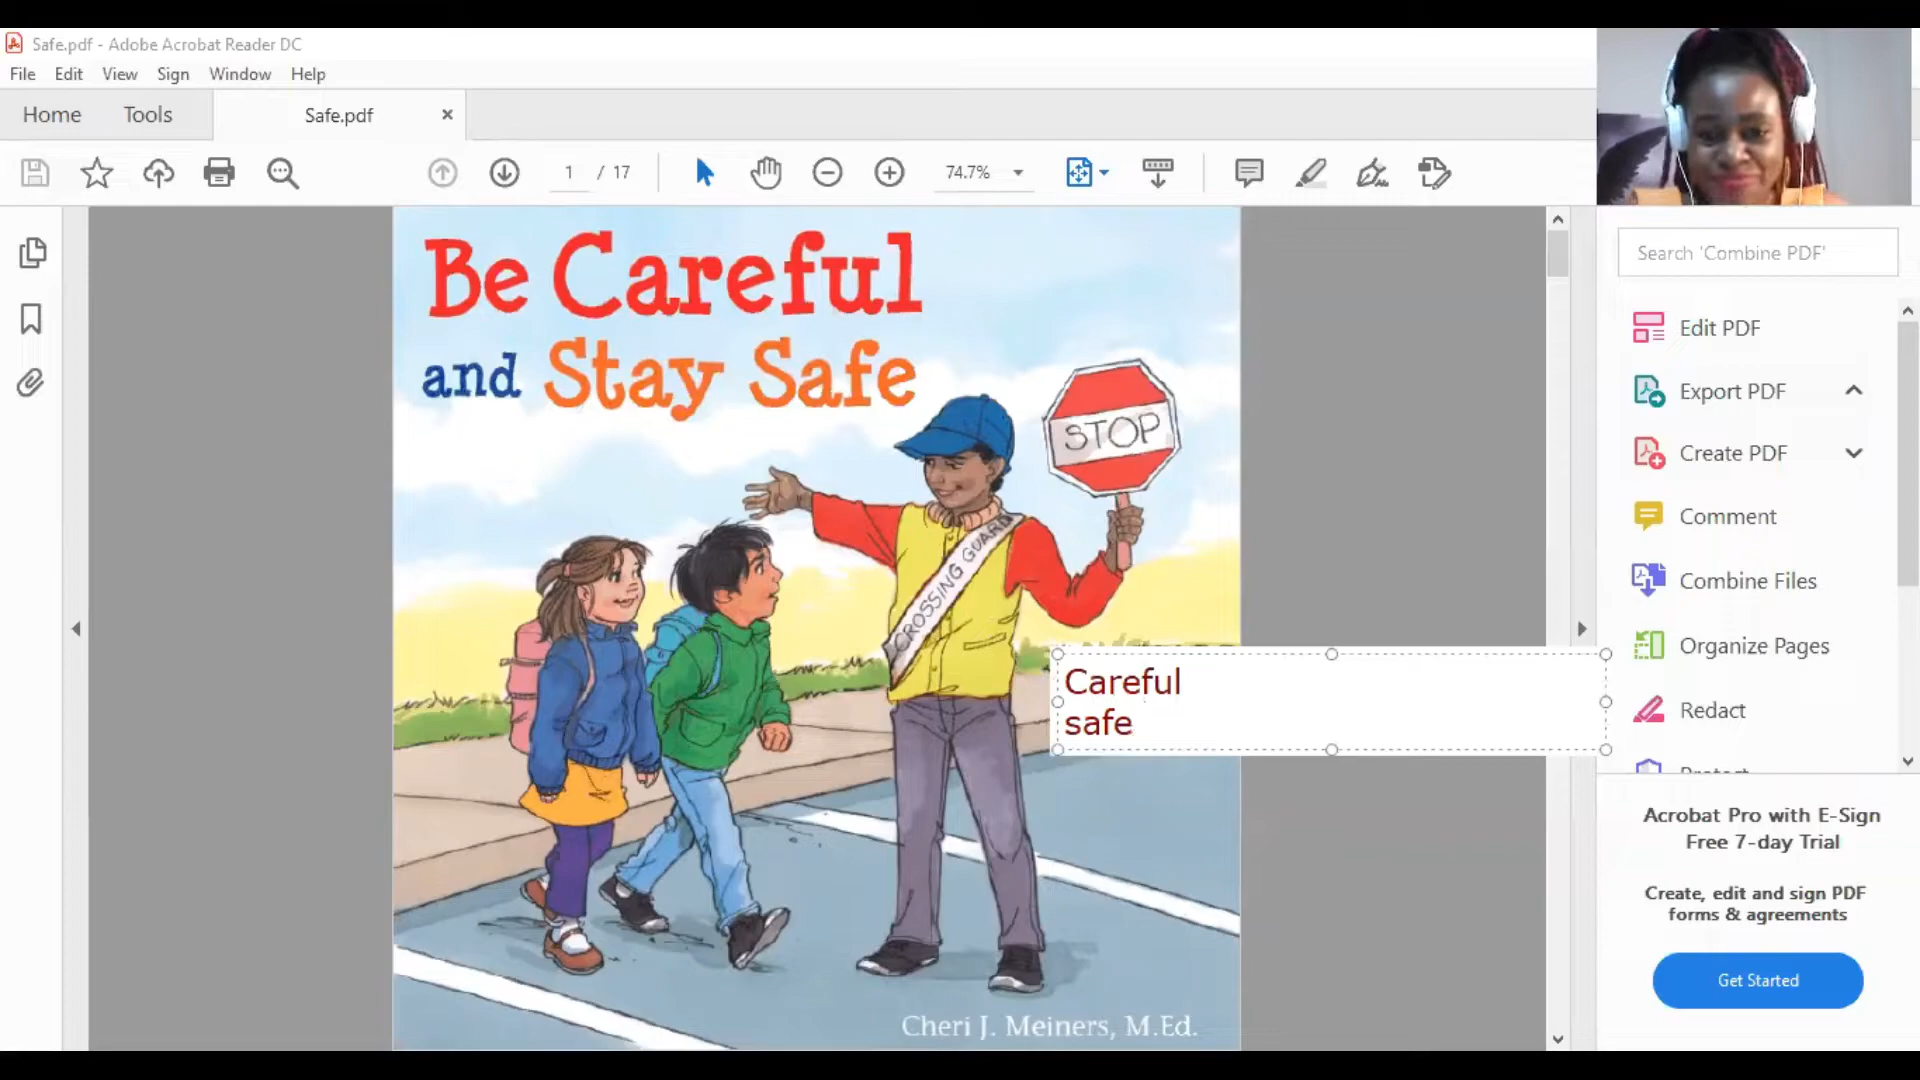 Safe.pdf - Adobe Acrobat Reader DC
File Edit View Sign Window Help
Home Tools Safe.pdf ×
1 / 17 74.7%
Be Careful
and Stay Safe
STOP
CROSSING GUARD
Careful
safe
Cheri J. Meiners, M.Ed.
Search 'Combine PDF'
Edit PDF
Export PDF
Create PDF
Comment
Combine Files
Organize Pages
Redact
Acrobat Pro with E-Sign
Free 7-day Trial
Create, edit and sign PDF
forms & agreements
Get Started